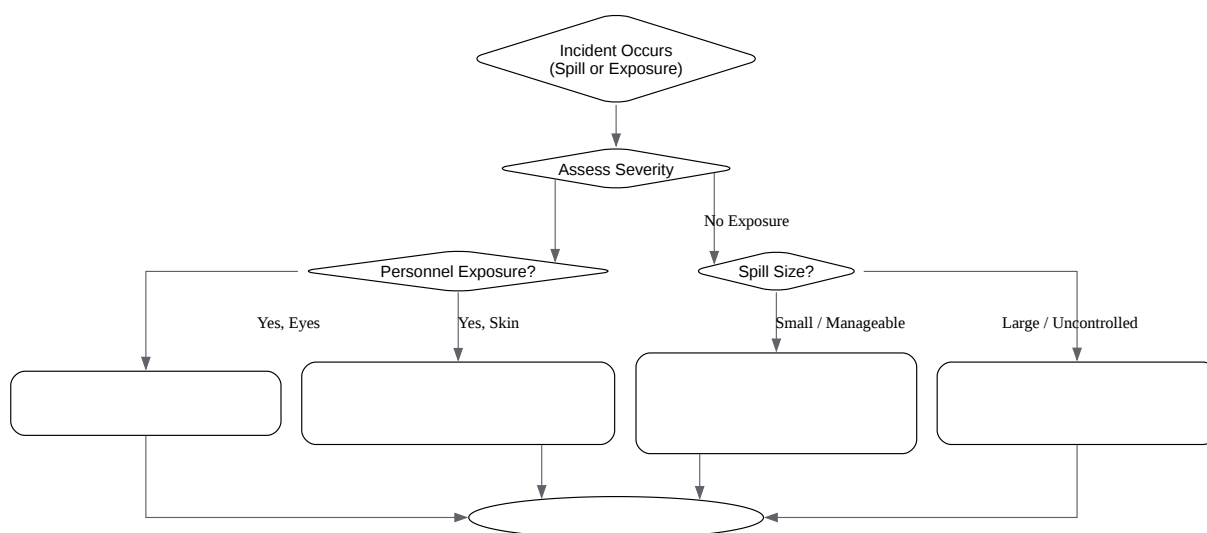 Incident Occurs
(Spill or Exposure)
Assess Severity
No Exposure
Personnel Exposure?
Spill Size?
Yes, Eyes
Yes, Skin
Small / Manageable
Large / Uncontrolled